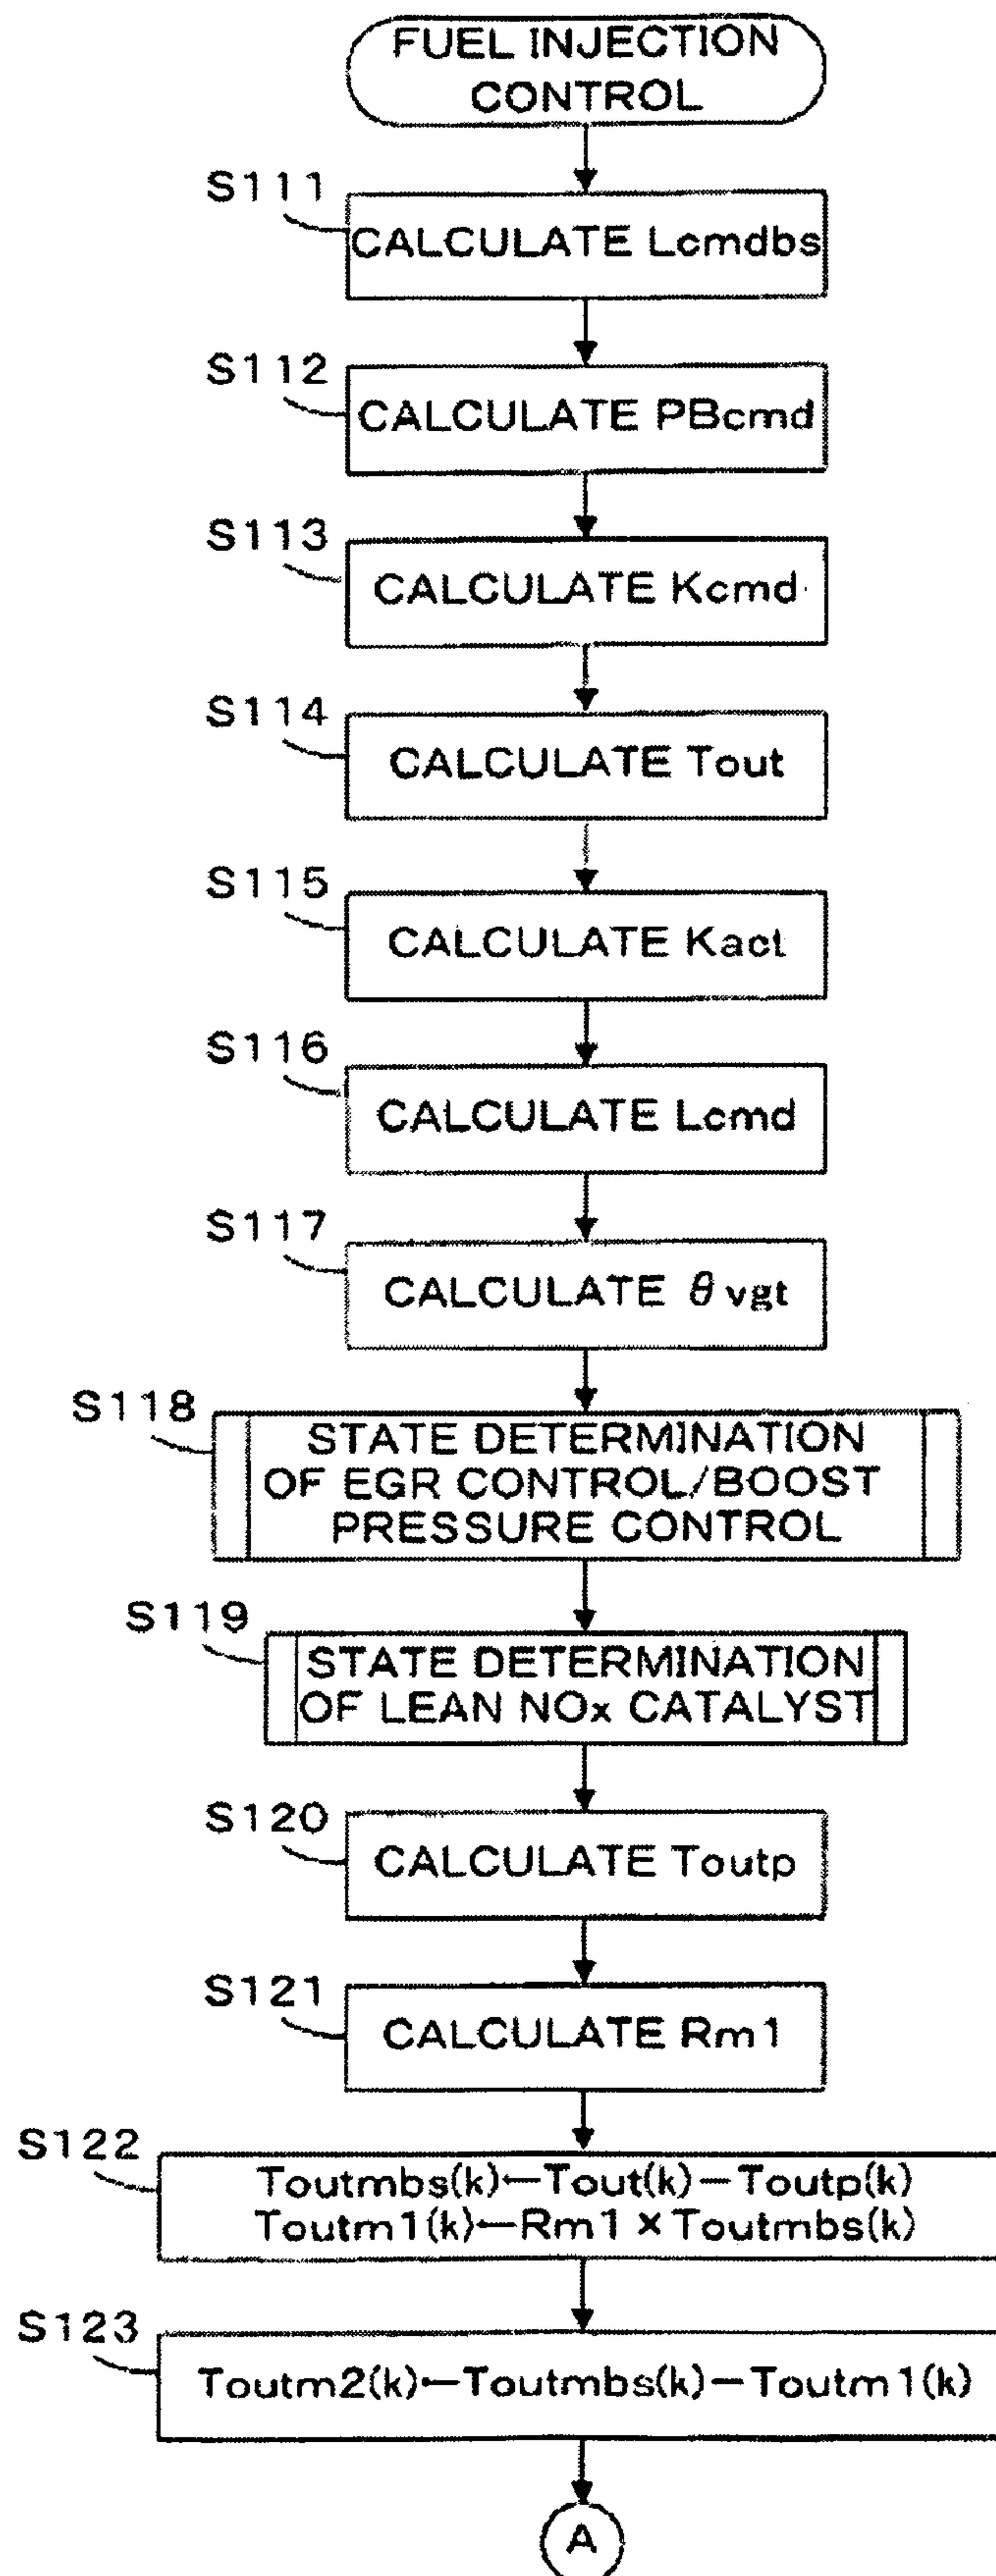 FUEL INJECTION
CONTROL
S111
CALCULATE Lcmdbs
S112
CALCULATE PBcmd
S113
CALCULATE Kcmd
S114
CALCULATE Tout
S115
CALCULATE Kact
S116
CALCULATE Lcmd
S117
CALCULATE θvgt
S118
STATE DETERMINATION
OF EGR CONTROL/BOOST
PRESSURE CONTROL
S119
STATE DETERMINATION
OF LEAN NOx CATALYST
S120
CALCULATE Toutp
S121
CALCULATE Rm1
S122
Toutmbs(k)←Tout(k)−Toutp(k)
Toutm1(k)←Rm1×Toutmbs(k)
S123
Toutm2(k)←Toutmbs(k)−Toutm1(k)
A